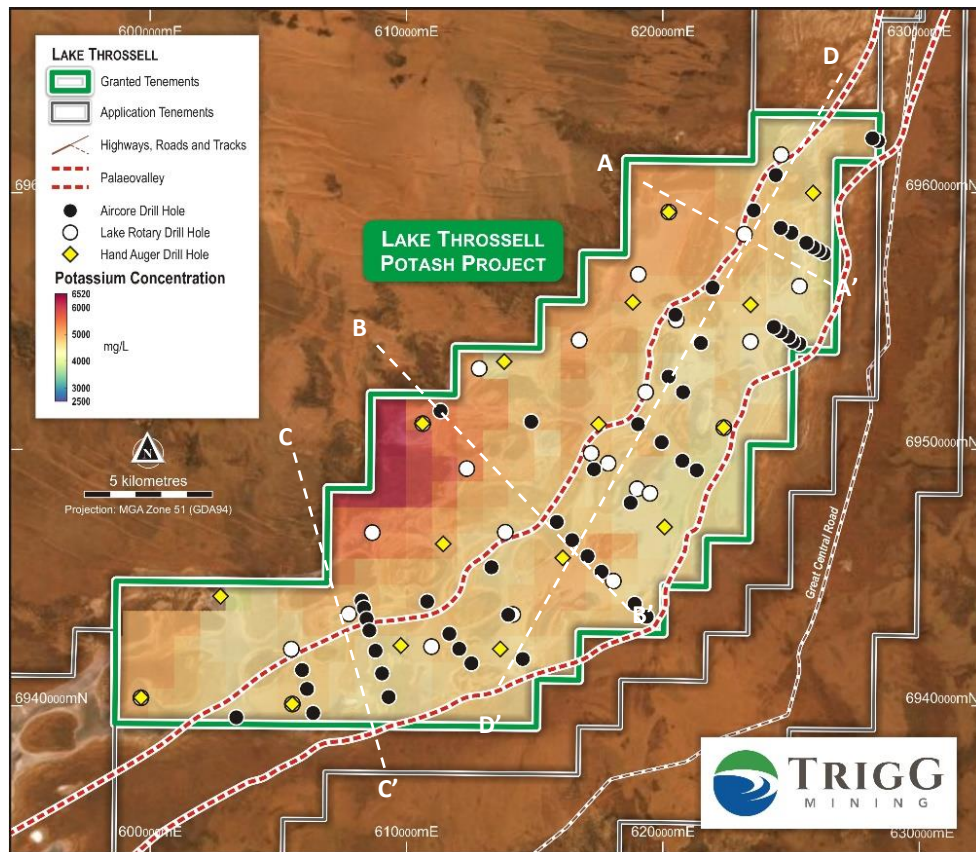 600000mE
610000mE
620000mE
630000mE
LAKE THROSSELL
Granted Tenements
Application Tenements
Highways, Roads and Tracks
Palaeovalley
Aircore Drill Hole
Lake Rotary Drill Hole
Hand Auger Drill Hole
Potassium Concentration
6520
6000
5000
4000
3000
2500
mg/L
N
5 kilometres
Projection: MGA Zone 51 (GDA94)
D
A
6960000mN
LAKE THROSSELL
POTASH PROJECT
A'
B
C
6950000mN
Great Central Road
B'
6940000mN
D'
C'
TRIGG
MINING
600000mE
610000mE
620000mE
630000mE